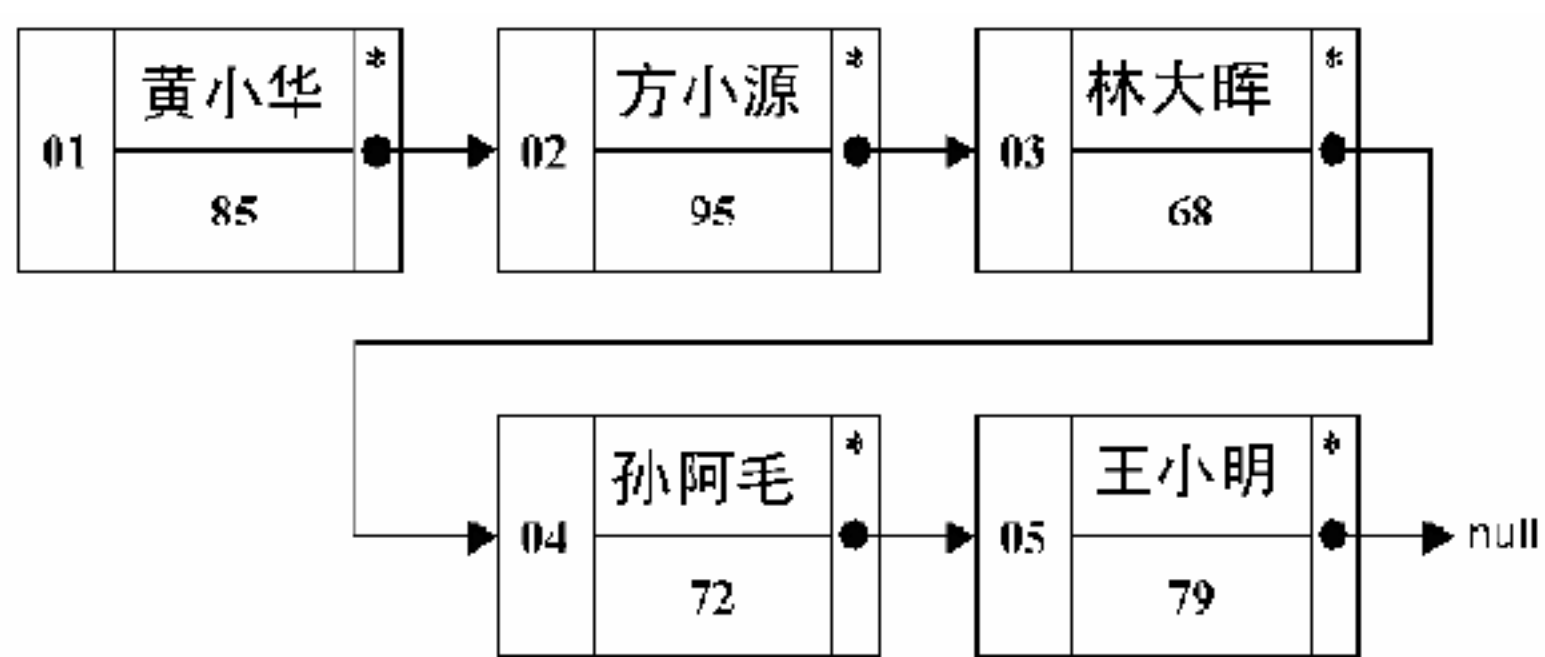 01 黄小华 *
85
02 方小源 *
95
03 林大晖 *
68
04 孙阿毛 *
72
05 王小明 *
79
null